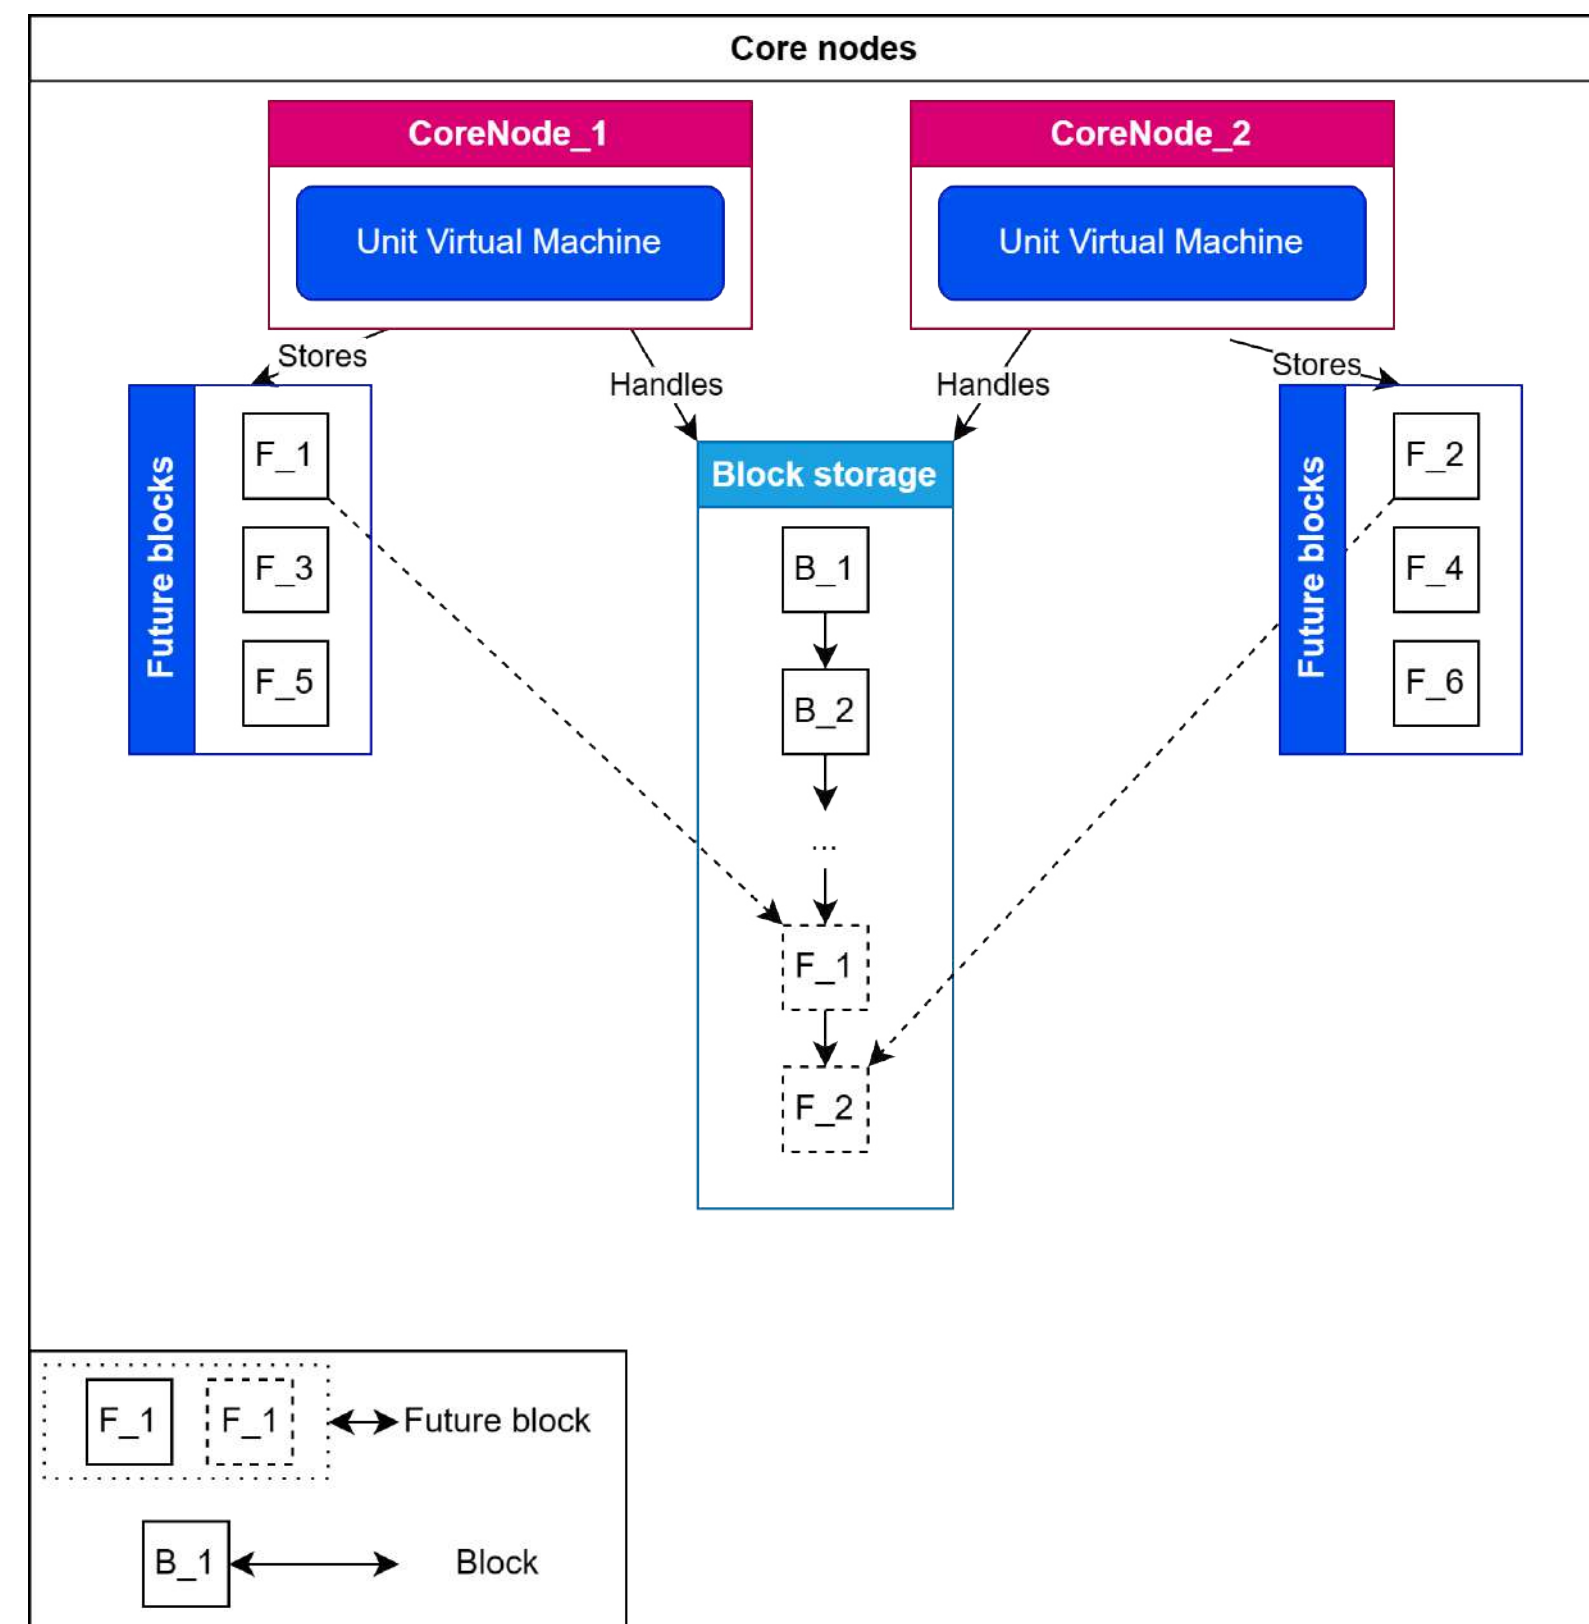 Core nodes
CoreNode_1
CoreNode_2
Unit Virtual Machine
Unit Virtual Machine
Stores
Handles
Handles
Stores
Future blocks
F_1
F_3
F_5
Block storage
B_1
B_2
...
F_1
F_2
Future blocks
F_2
F_4
F_6
F_1
F_1
Future block
B_1
Block